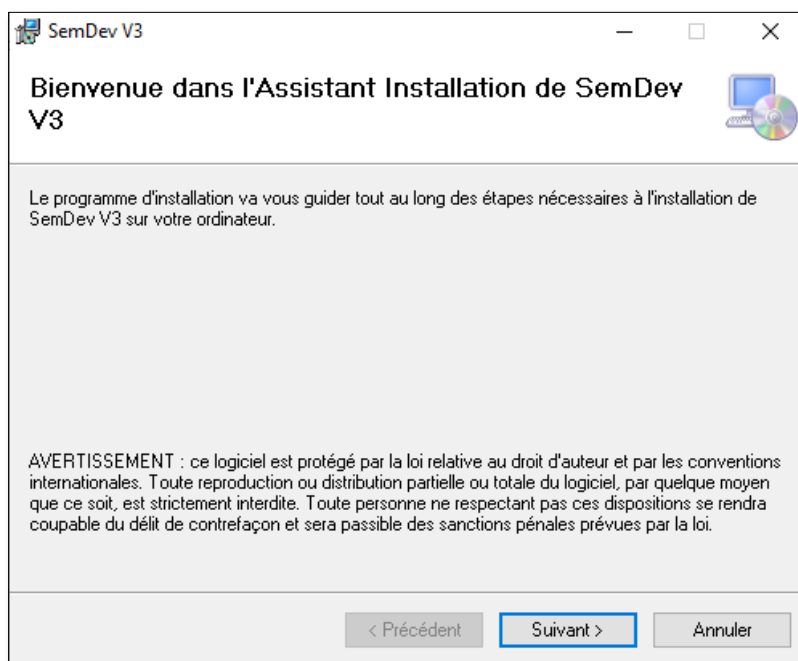 SemDev V3
Bienvenue dans l'Assistant Installation de SemDev
V3
Le programme d'installation va vous guider tout au long des étapes nécessaires à l'installation de
SemDev V3 sur votre ordinateur.
AVERTISSEMENT : ce logiciel est protégé par la loi relative au droit d'auteur et par les conventions
internationales. Toute reproduction ou distribution partielle ou totale du logiciel, par quelque moyen
que ce soit, est strictement interdite. Toute personne ne respectant pas ces dispositions se rendra
coupable du délit de contrefaçon et sera passible des sanctions pénales prévues par la loi.
< Précédent
Suivant >
Annuler